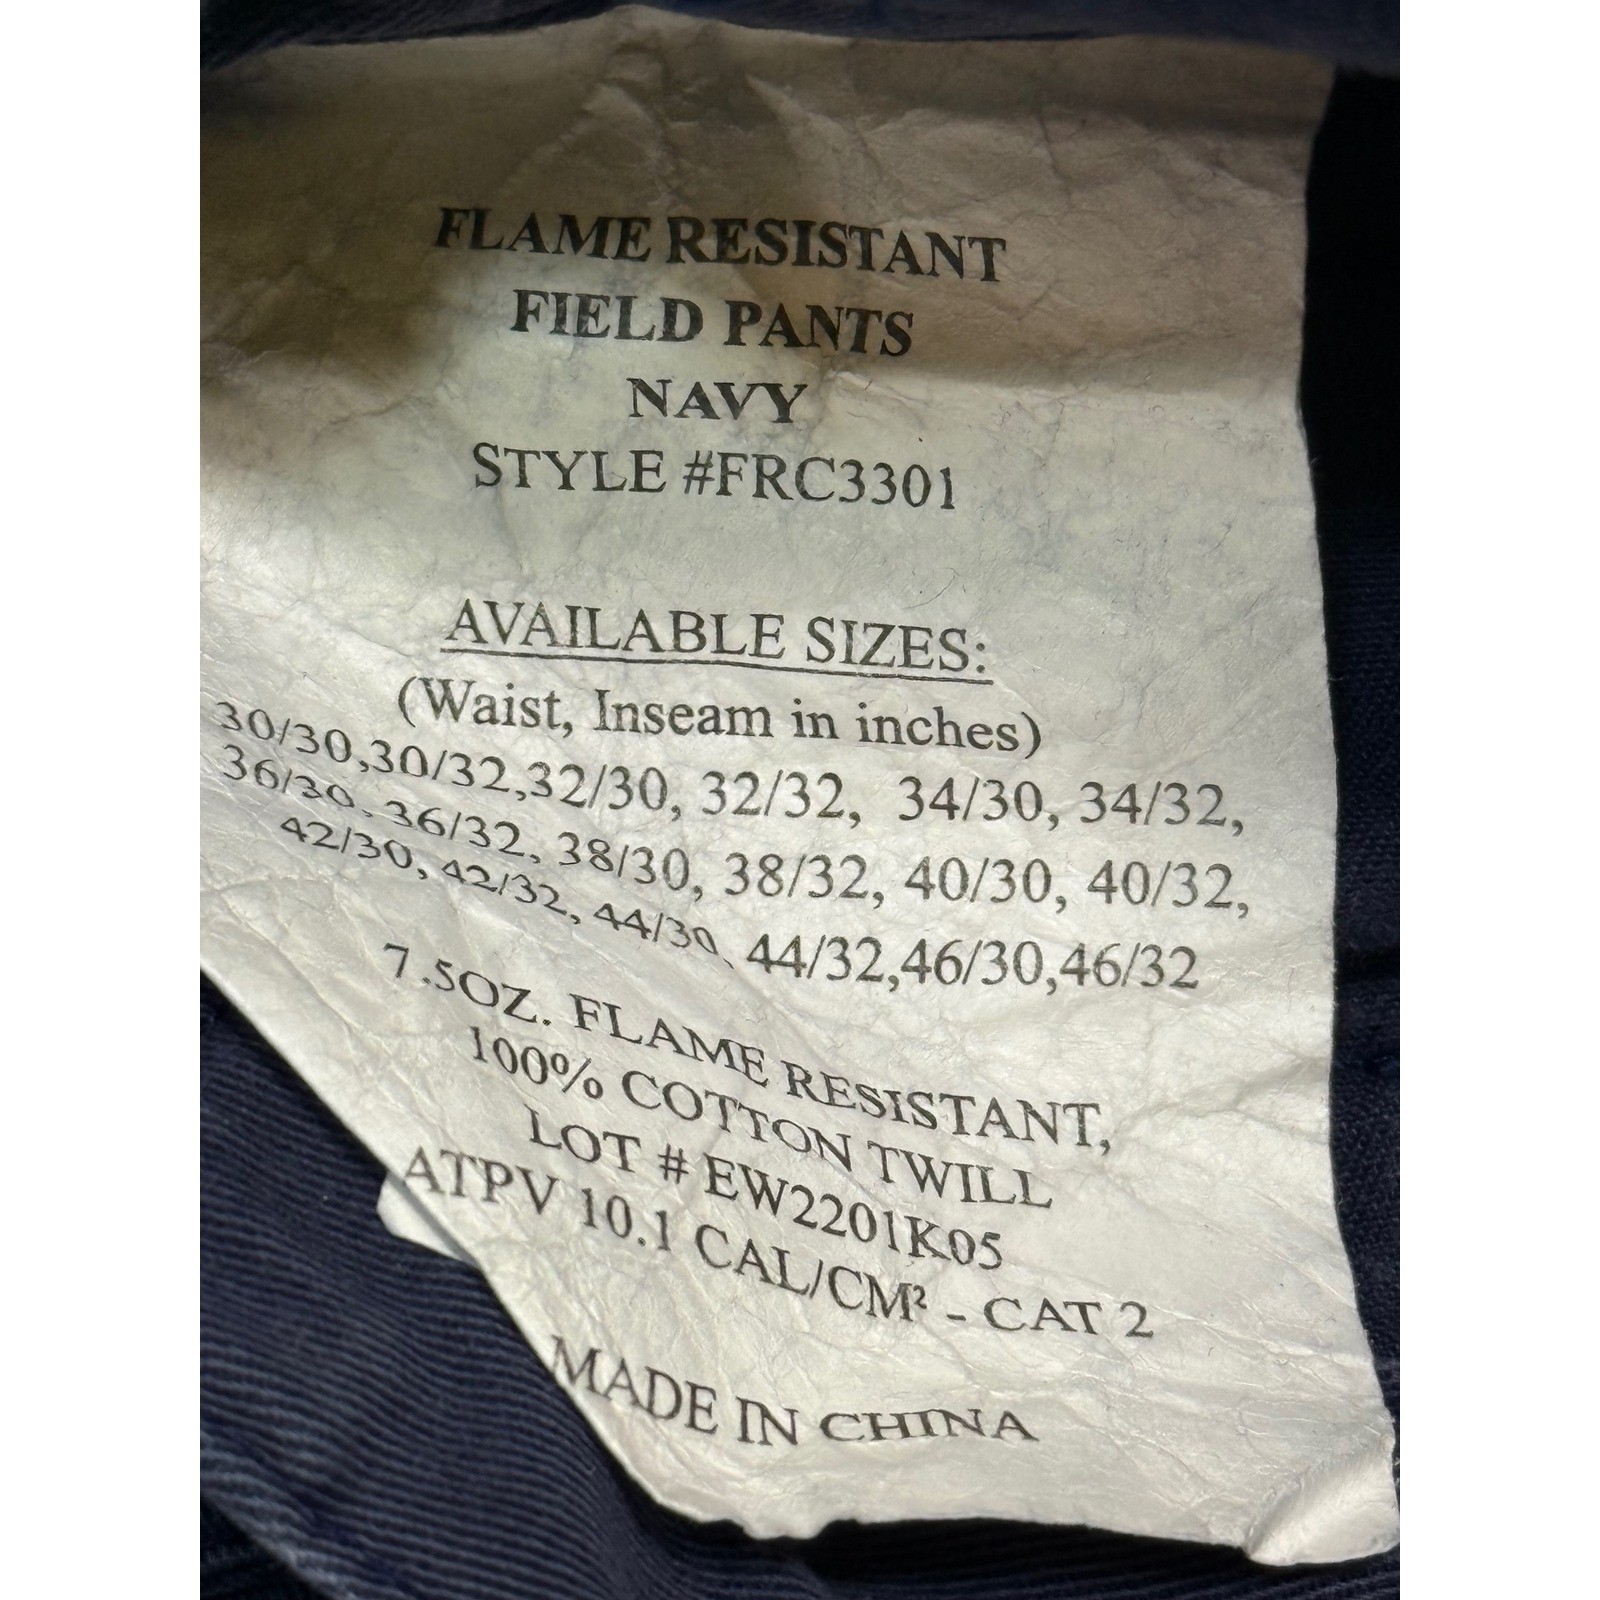 FLAME RESISTANT
FIELD PANTS
NAVY
STYLE #FRC3301
AVAILABLE SIZES:
(Waist, Inseam in inches)
30/30,30/32,32/30, 32/32, 34/30, 34/32,
36/30, 36/32, 38/30, 38/32, 40/30, 40/32,
42/30, 42/32, 44/30, 44/32,46/30,46/32
7.5OZ. FLAME RESISTANT,
100% COTTON TWILL
LOT # EW2201K05
ATPV 10.1 CAL/CM² - CAT 2
MADE IN CHINA